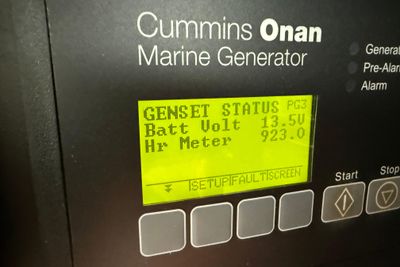 Cummins Onan
Marine Generator
GENSET STATUS PG3
Batt Volt 13.5V
Hr Meter 923.0
SETUP FAULT SCREEN
Pre-Alar
Alarm
Start
Stop